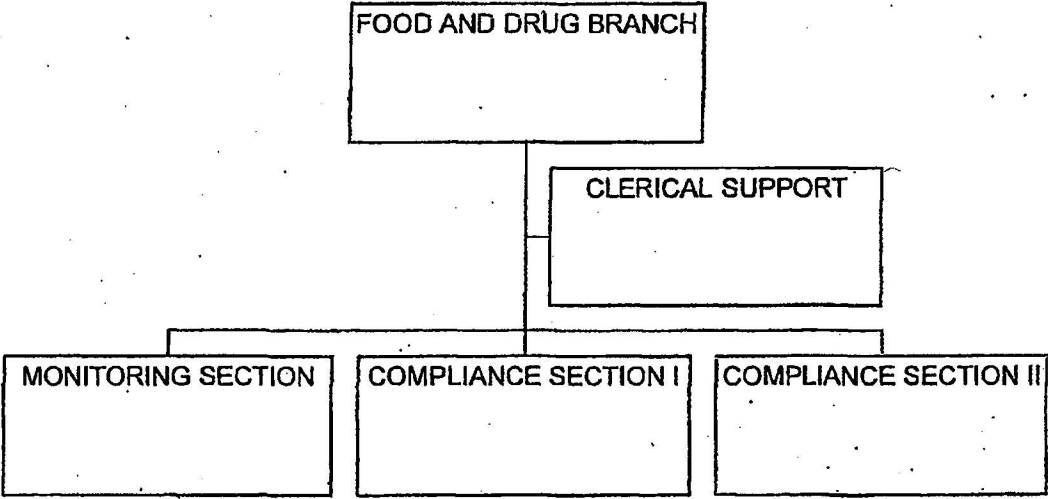 FOOD AND DRUG BRANCH
CLERICAL SUPPORT
MONITORING SECTION
COMPLIANCE SECTION I
COMPLIANCE SECTION II